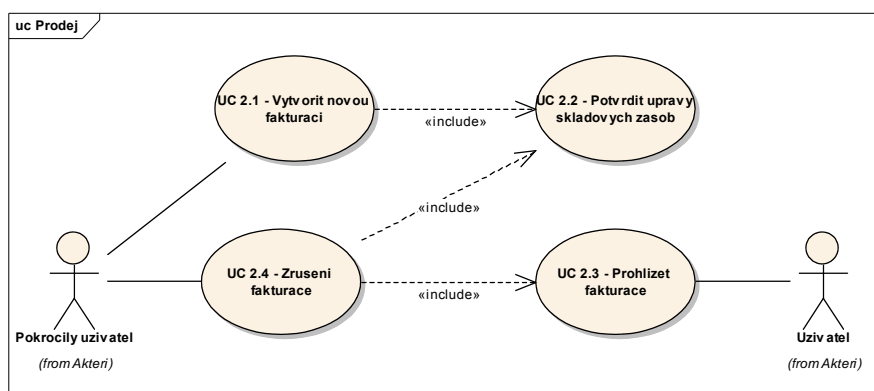 uc Prodej
UC 2.1 - Vytvorit novou
fakturaci
«include»
UC 2.2 - Potvrdit upravy
skladovych zasob
«include»
UC 2.4 - Zruseni
fakturace
«include»
UC 2.3 - Prohlizet
fakturace
Pokrocily uzivatel
(from Akteri)
Uzivatel
(from Akteri)